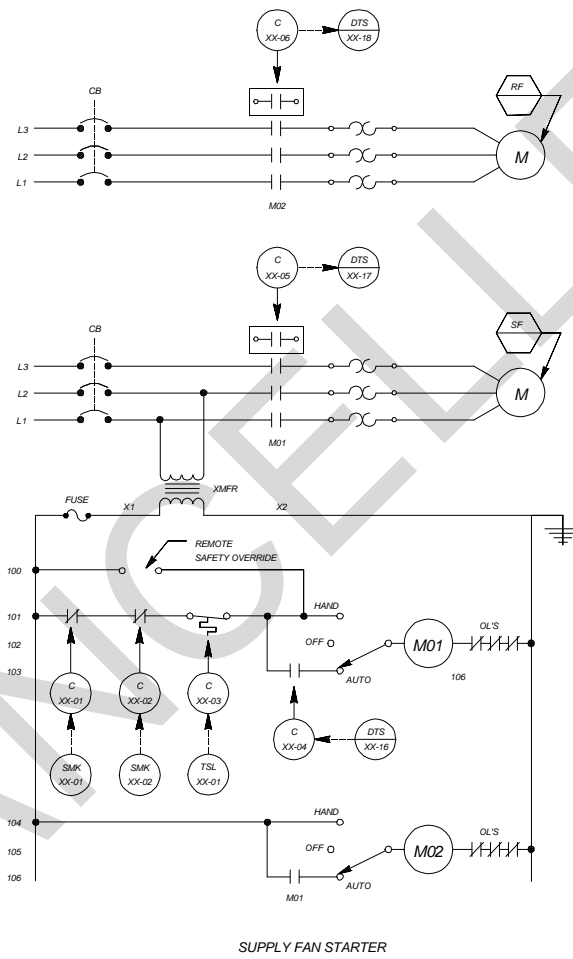 C
XX-06
DTS
XX-18
RF
CB
L3
L2
L1
M
M02
C
XX-05
DTS
XX-17
SF
CB
L3
L2
L1
M
M01
XMFR
FUSE
X1
X2
REMOTE
SAFETY OVERRIDE
100
101
HAND
102
OFF
M01
OL'S
103
AUTO
106
C
XX-01
C
XX-02
C
XX-03
C
XX-04
DTS
XX-16
SMK
XX-01
SMK
XX-02
TSL
XX-01
104
HAND
105
OFF
M02
OL'S
106
AUTO
M01
SUPPLY FAN STARTER
ANCELL